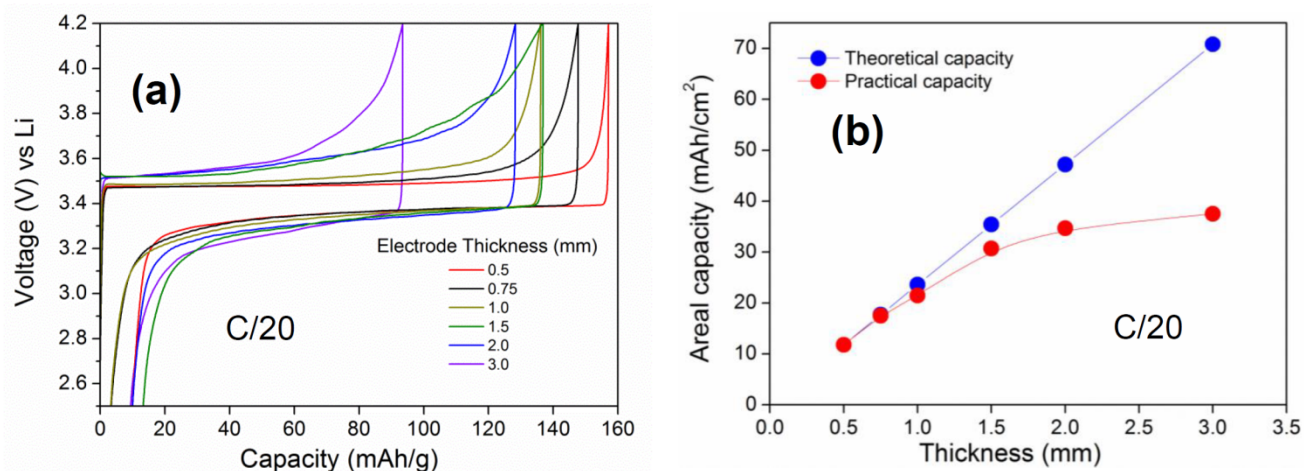 (a)
4.2
4.0
3.8
3.6
3.4
3.2
3.0
2.8
2.6
Voltage (V) vs Li
Electrode Thickness (mm)
0.5
0.75
1.0
1.5
2.0
3.0
C/20
0 20 40 60 80 100 120 140 160
Capacity (mAh/g)
(b)
70
60
50
40
30
20
10
0
Areal capacity (mAh/cm²)
Theoretical capacity
Practical capacity
C/20
0.0 0.5 1.0 1.5 2.0 2.5 3.0 3.5
Thickness (mm)